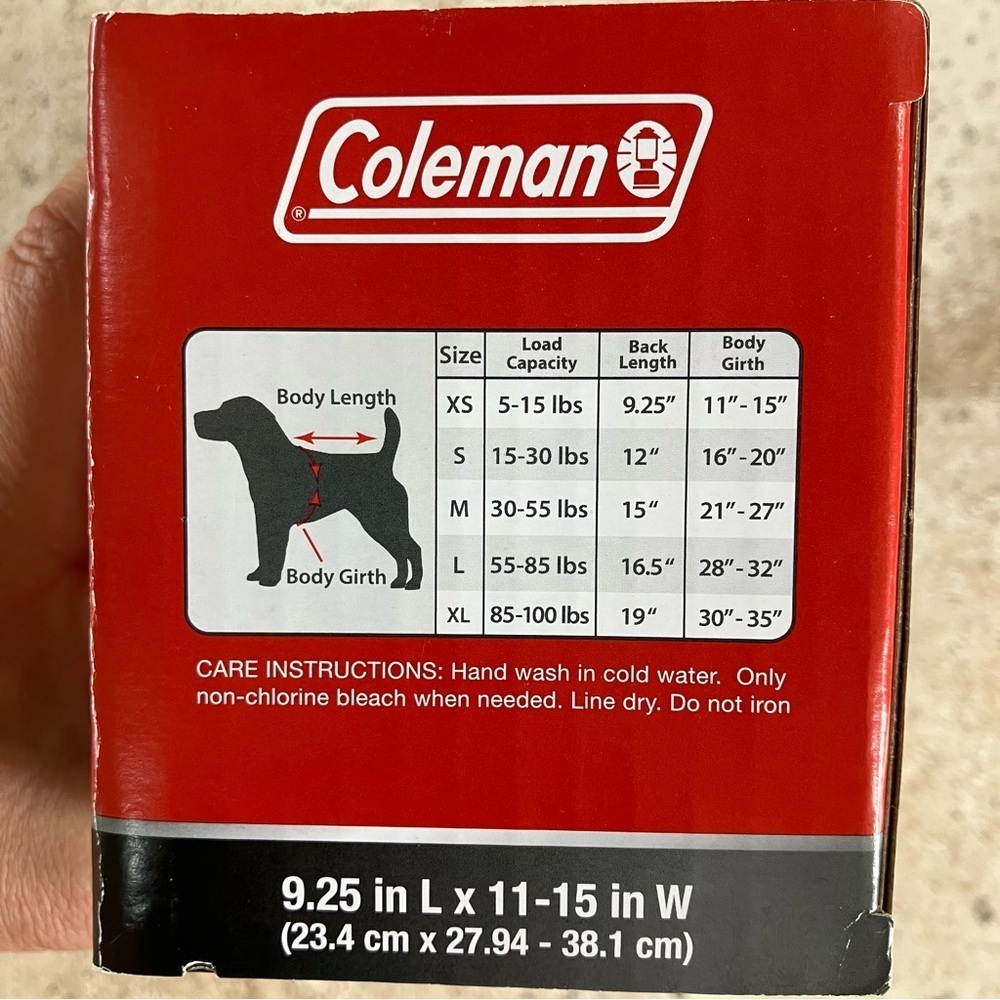 Coleman
®
Body Length
Body Girth
Size Load Capacity Back Length Body Girth
XS 5-15 lbs 9.25” 11”-15”
S 15-30 lbs 12“ 16”-20”
M 30-55 lbs 15“ 21”-27”
L 55-85 lbs 16.5“ 28”-32”
XL 85-100 lbs 19“ 30”-35”
CARE INSTRUCTIONS: Hand wash in cold water. Only
non-chlorine bleach when needed. Line dry. Do not iron
9.25 in L x 11-15 in W
(23.4 cm x 27.94 - 38.1 cm)